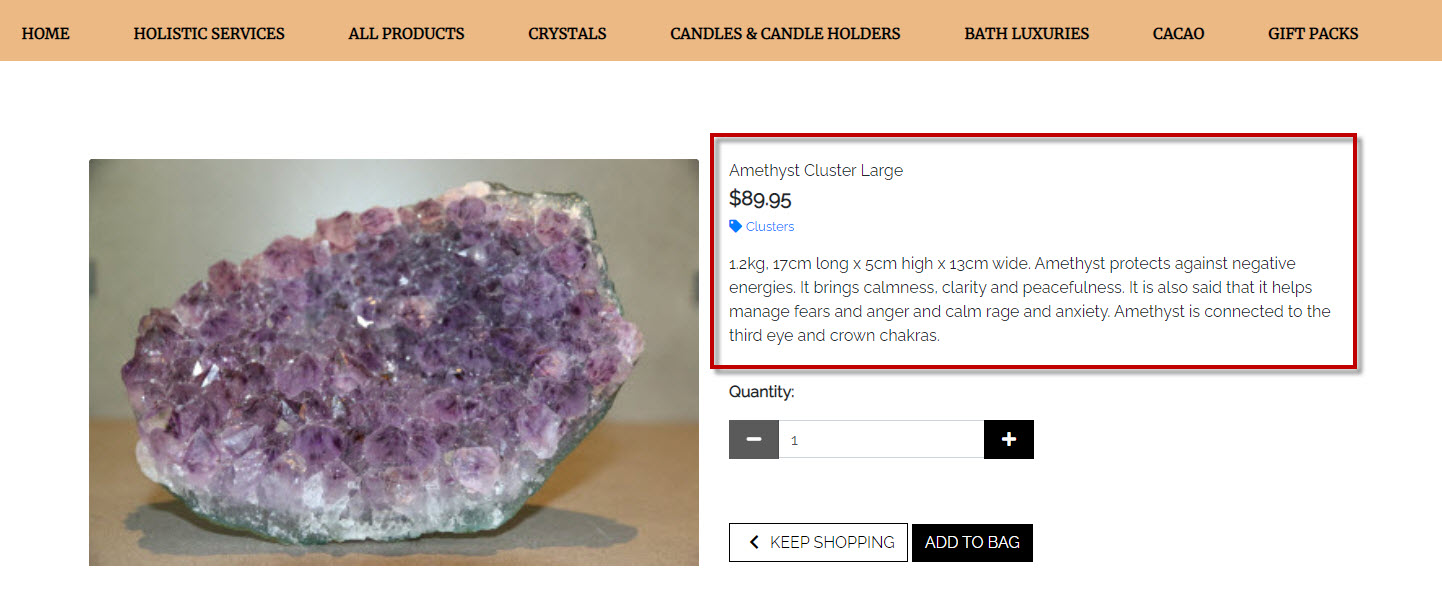 HOME HOLISTIC SERVICES ALL PRODUCTS CRYSTALS CANDLES & CANDLE HOLDERS BATH LUXURIES CACAO GIFT PACKS
Amethyst Cluster Large
$89.95
Clusters
1.2kg, 17cm long x 5cm high x 13cm wide. Amethyst protects against negative
energies. It brings calmness, clarity and peacefulness. It is also said that it helps
manage fears and anger and calm rage and anxiety. Amethyst is connected to the
third eye and crown chakras.
Quantity:
1
KEEP SHOPPING ADD TO BAG